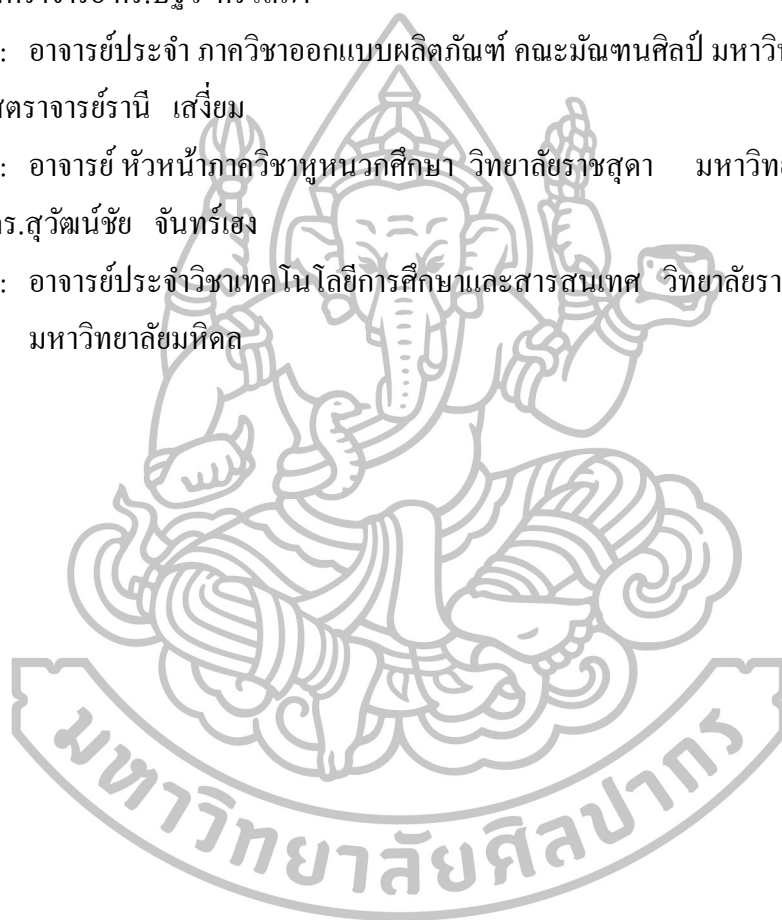 : อาจารย์ประจำ ภาควิชาออกแบบผลิตภัณฑ์ คณะมัณฑนศิลป์ มหาวิท
สตราจารย์รานี เสงี่ยม
: อาจารย์ หัวหน้าภาควิชาหูหนวกศึกษา วิทยาลัยราชสุดา มหาวิทย
ร.สุวัฒน์ชัย จันทร์เฮง
: อาจารย์ประจำวิชาเทคโนโลยีการศึกษาและสารสนเทศ วิทยาลัยรา
มหาวิทยาลัยมหิดล
มหาวิทยาลัยศิลปากร